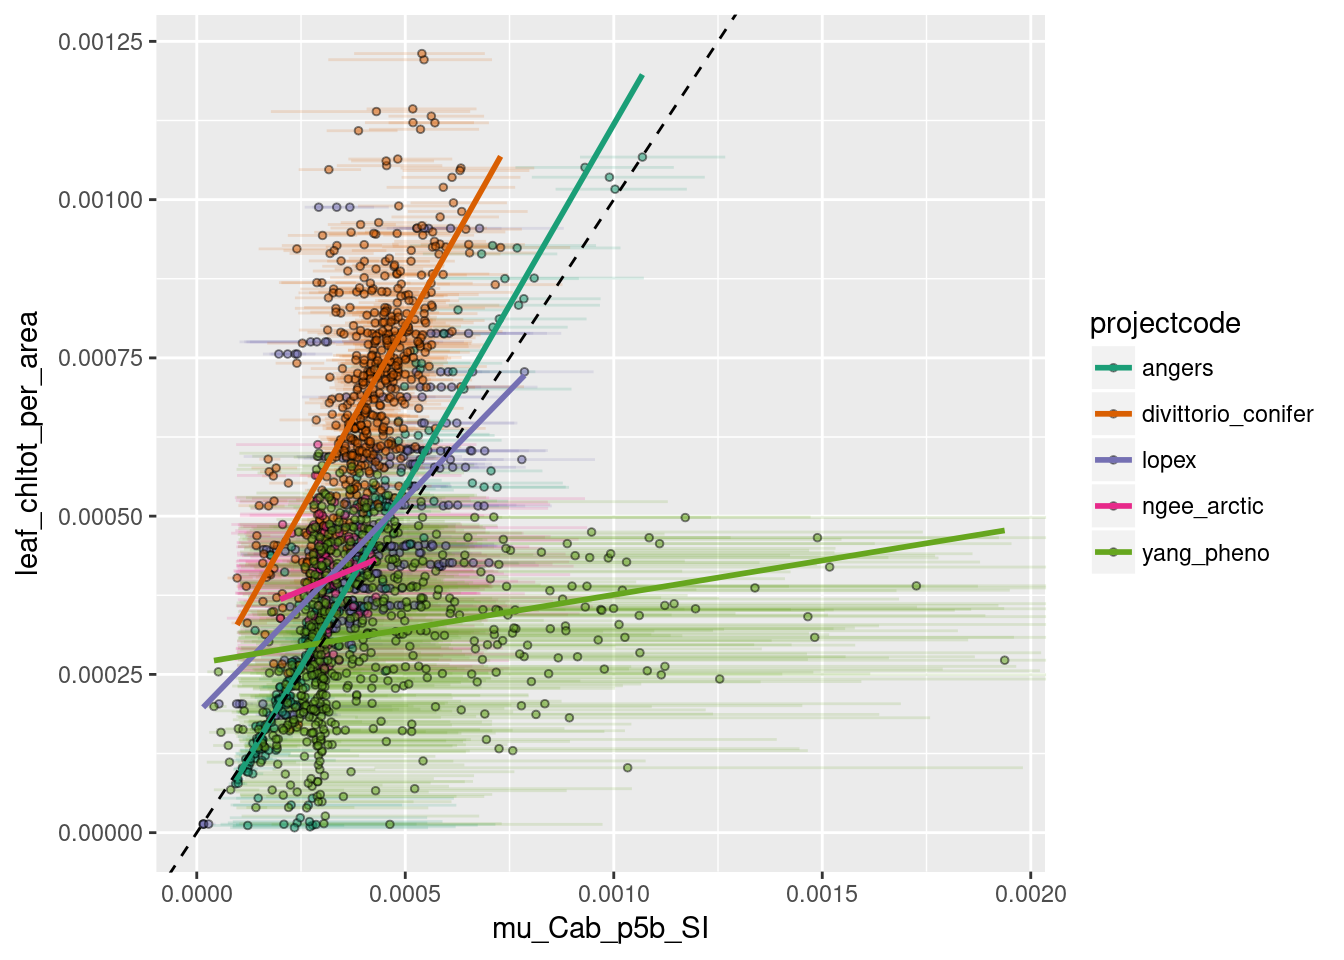 leaf_chltot_per_area
0.00125
0.00100
0.00075
0.00050
0.00025
0.00000
0.0000
0.0005
0.0010
0.0015
0.0020
mu_Cab_p5b_SI
projectcode
angers
divittorio_conifer
lopex
ngee_arctic
yang_pheno